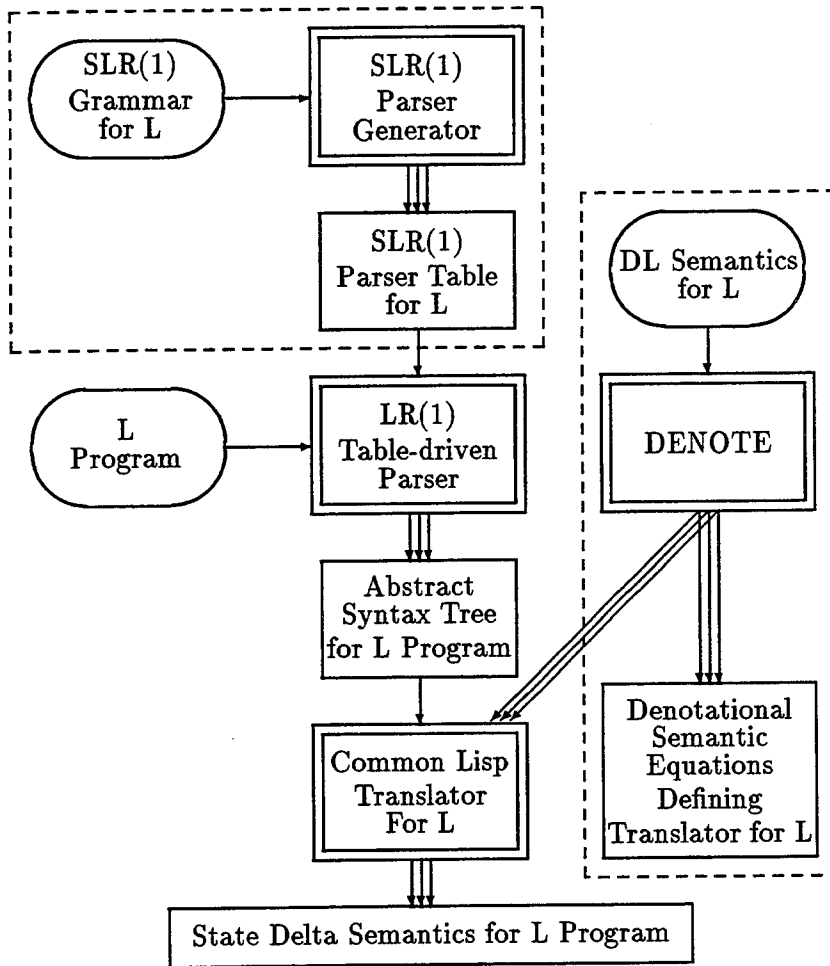 SLR(1)
Grammar
for L
SLR(1)
Parser
Generator
SLR(1)
Parser Table
for L
DL Semantics
for L
L
Program
LR(1)
Table-driven
Parser
DENOTE
Abstract
Syntax Tree
for L Program
Common Lisp
Translator
For L
Denotational
Semantic
Equations
Defining
Translator for L
State Delta Semantics for L Program